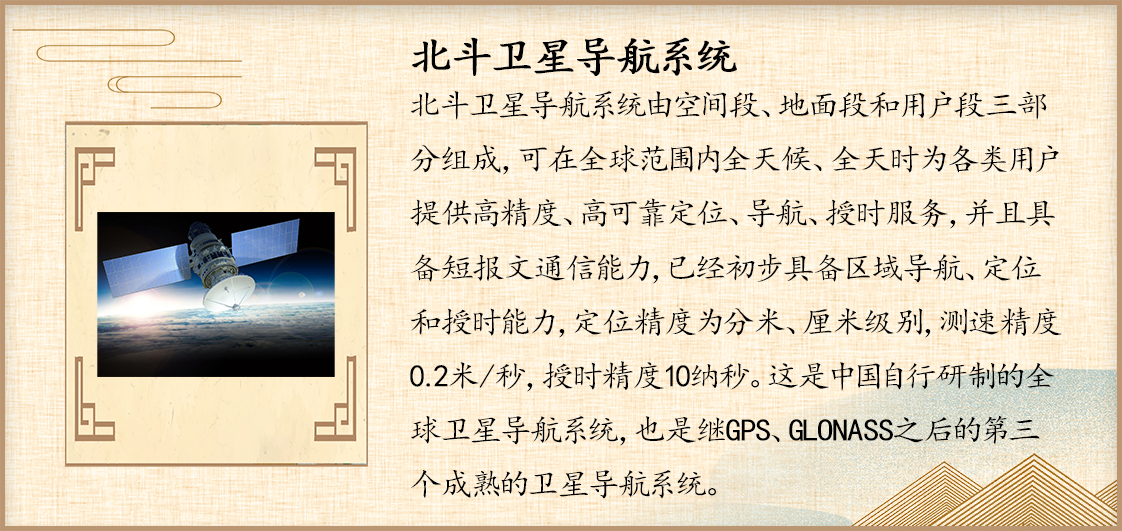 北斗卫星导航系统
北斗卫星导航系统由空间段、地面段和用户段三部
分组成,可在全球范围内全天候、全天时为各类用户
提供高精度、高可靠定位、导航、授时服务,并且具
备短报文通信能力,已经初步具备区域导航、定位
和授时能力,定位精度为分米、厘米级别,测速精度
0.2米/秒,授时精度10纳秒。这是中国自行研制的全
球卫星导航系统,也是继GPS、GLONASS之后的第三
个成熟的卫星导航系统。